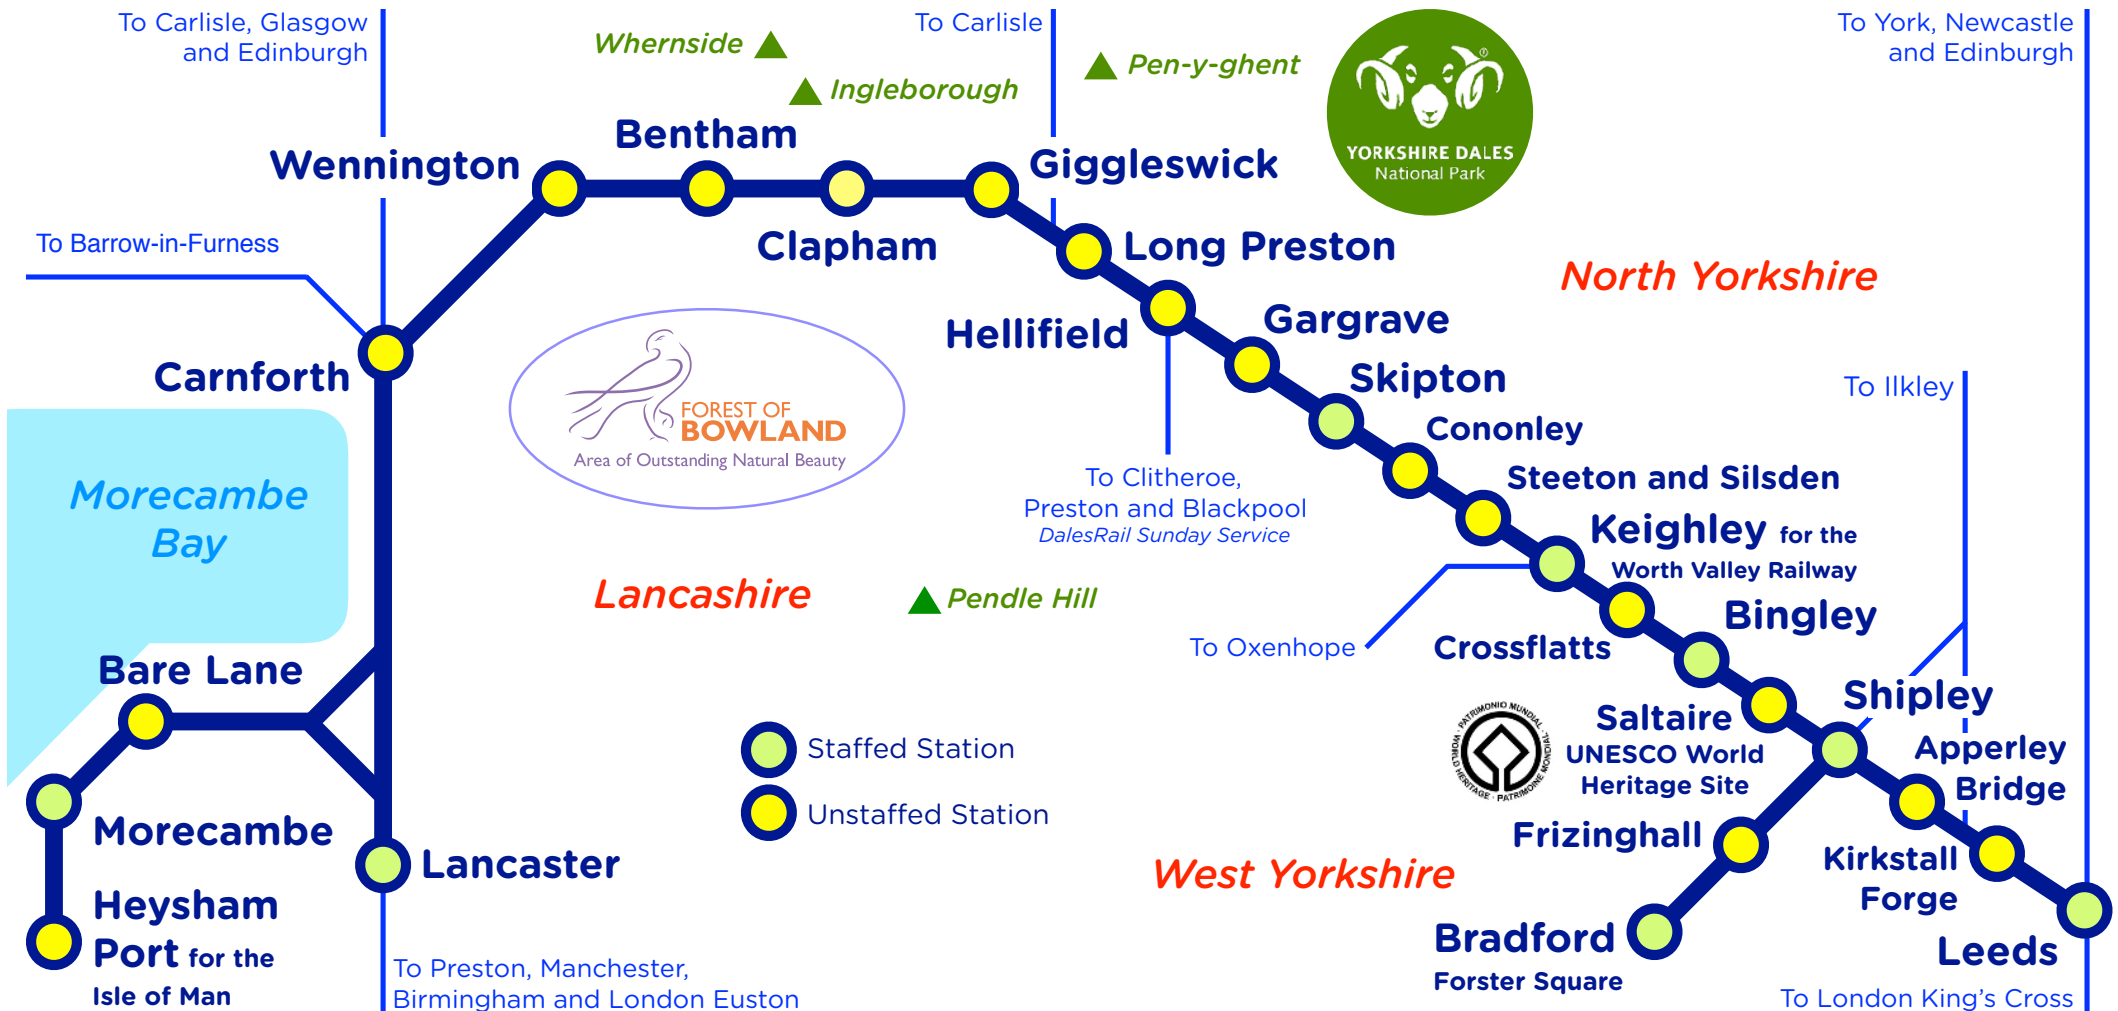 To Carlisle, Glasgow
and Edinburgh
Whernside
To Carlisle
Pen-y-ghent
Ingleborough
®
YORKSHIRE DALES
National Park
To York, Newcastle
and Edinburgh
Wennington
Bentham
Clapham
Giggleswick
Long Preston
Hellifield
Gargrave
Skipton
Cononley
Steeton and Silsden
Keighley for the
Worth Valley Railway
Bingley
Crossflatts
Saltaire
UNESCO World
Heritage Site
Shipley
Apperley
Bridge
Kirkstall
Forge
Leeds
Frizinghall
Bradford
Forster Square
To Barrow-in-Furness
Carnforth
FOREST OF
BOWLAND
Area of Outstanding Natural Beauty
North Yorkshire
To Ilkley
To Clitheroe,
Preston and Blackpool
DalesRail Sunday Service
Morecambe
Bay
Lancashire
Pendle Hill
To Oxenhope
PATRIMONIO MUNDIAL
WORLD HERITAGE
PATRIMOINE MONDIAL
Bare Lane
Morecambe
Heysham
Port for the
Isle of Man
Lancaster
Staffed Station
Unstaffed Station
West Yorkshire
To Preston, Manchester,
Birmingham and London Euston
To London King's Cross